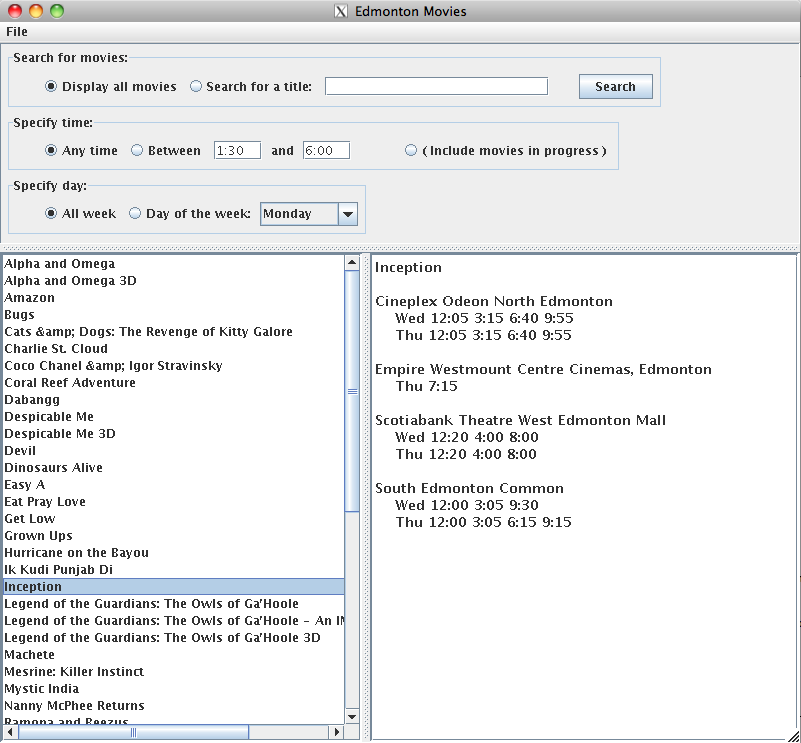 Edmonton Movies
File
Search for movies:
Display all movies Search for a title: Search
Specify time:
Any time Between 1:30 and 6:00 (Include movies in progress)
Specify day:
All week Day of the week: Monday
Alpha and Omega
Alpha and Omega 3D
Amazon
Bugs
Cats &amp; Dogs: The Revenge of Kitty Galore
Charlie St. Cloud
Coco Chanel &amp; Igor Stravinsky
Coral Reef Adventure
Dabangg
Despicable Me
Despicable Me 3D
Devil
Dinosaurs Alive
Easy A
Eat Pray Love
Get Low
Grown Ups
Hurricane on the Bayou
Ik Kudi Punjab Di
Inception
Legend of the Guardians: The Owls of Ga'Hoole
Legend of the Guardians: The Owls of Ga'Hoole - An
Legend of the Guardians: The Owls of Ga'Hoole 3D
Machete
Mesrine: Killer Instinct
Mystic India
Nanny McPhee Returns
Ramona and Beezus
Inception
Cineplex Odeon North Edmonton
Wed 12:05 3:15 6:40 9:55
Thu 12:05 3:15 6:40 9:55
Empire Westmount Centre Cinemas, Edmonton
Thu 7:15
Scotiabank Theatre West Edmonton Mall
Wed 12:20 4:00 8:00
Thu 12:20 4:00 8:00
South Edmonton Common
Wed 12:00 3:05 9:30
Thu 12:00 3:05 6:15 9:15